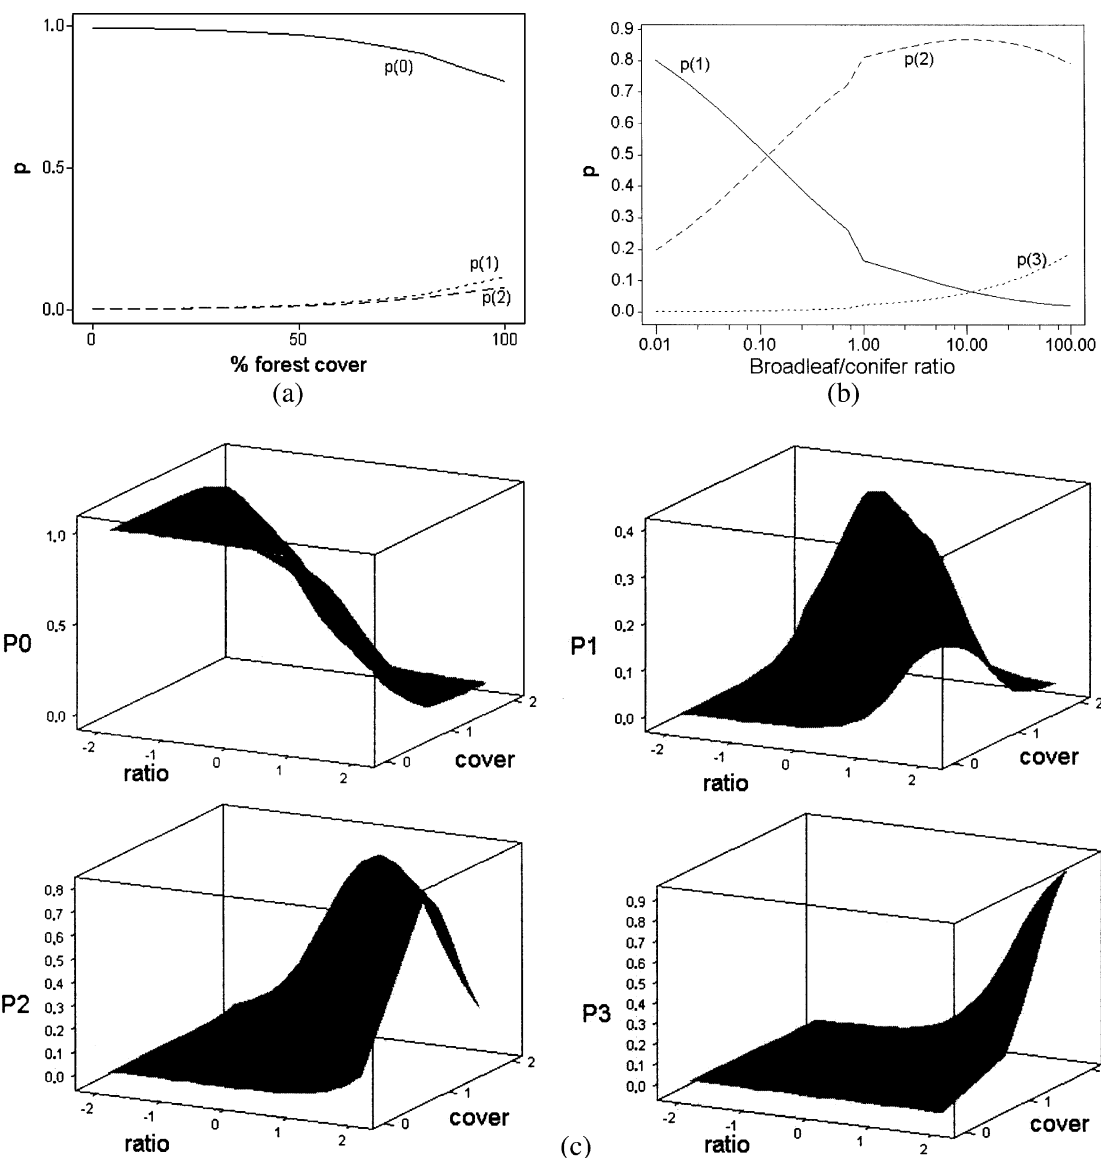 1.0
p(0)
0.5
p
p(1)
p(2)
0.0
0 50 100
% forest cover
(a)
0.9
0.8
0.7
0.6
0.5
0.4
0.3
0.2
0.1
0.0
p
p(1)
p(2)
p(3)
0.01 0.10 1.00 10.00 100.00
Broadleaf/conifer ratio
(b)
1.0
0.5
0.0
P0
-2 -1 0 1 2
ratio
0 1 2
cover
0.4
0.3
0.2
0.1
0.0
P1
-2 -1 0 1 2
ratio
0 1 2
cover
0.8
0.7
0.6
0.5
0.4
0.3
0.2
0.1
0.0
P2
-2 -1 0 1 2
ratio
0 1 2
cover
0.9
0.8
0.7
0.6
0.5
0.4
0.3
0.2
0.1
0.0
P3
-2 -1 0 1 2
ratio
0 1
cover
(c)